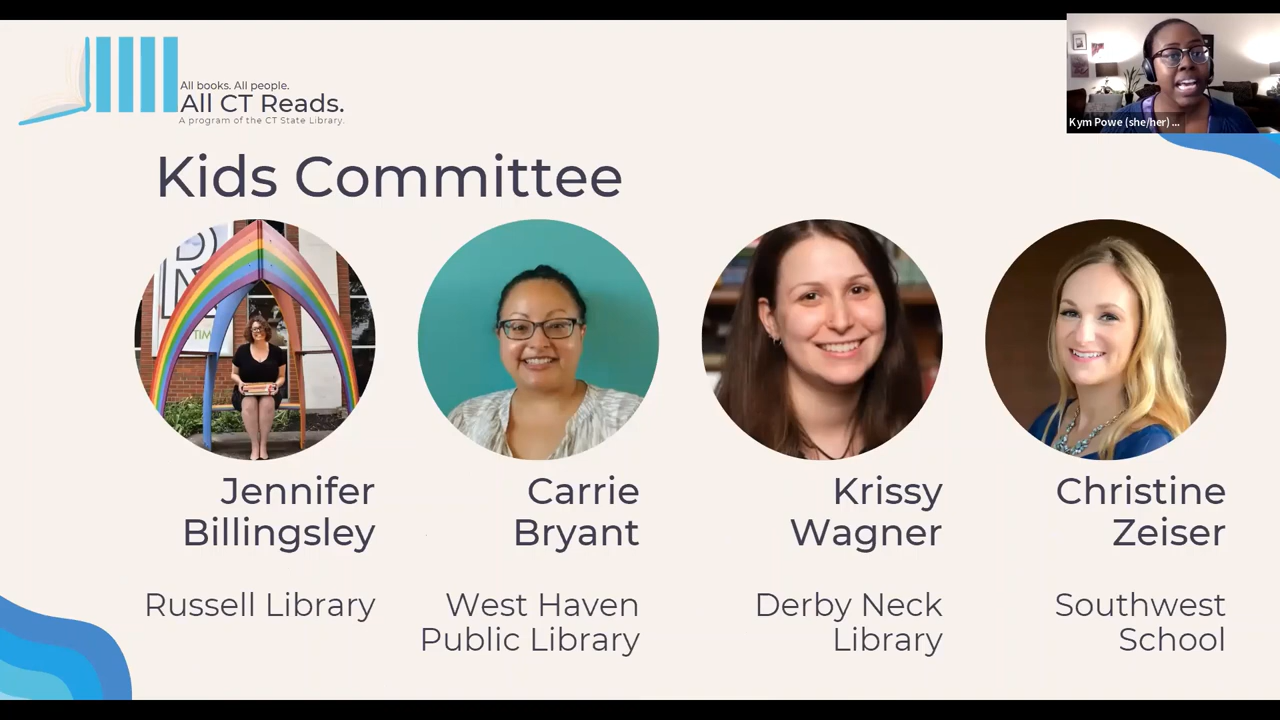 All books. All people.
All CT Reads.
A program of the CT State Library.
Kym Powe (she/her) ...
Kids Committee
R
TIM
Jennifer
Billingsley
Russell Library
Carrie
Bryant
West Haven
Public Library
Krissy
Wagner
Derby Neck
Library
Christine
Zeiser
Southwest
School